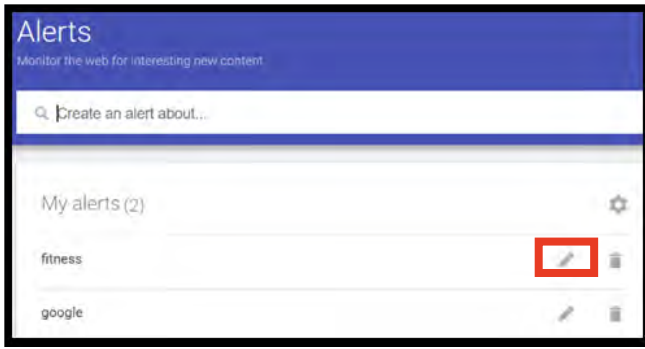 Alerts
Monitor the web for interesting new content
Create an alert about...
My alerts (2)
fitness
google